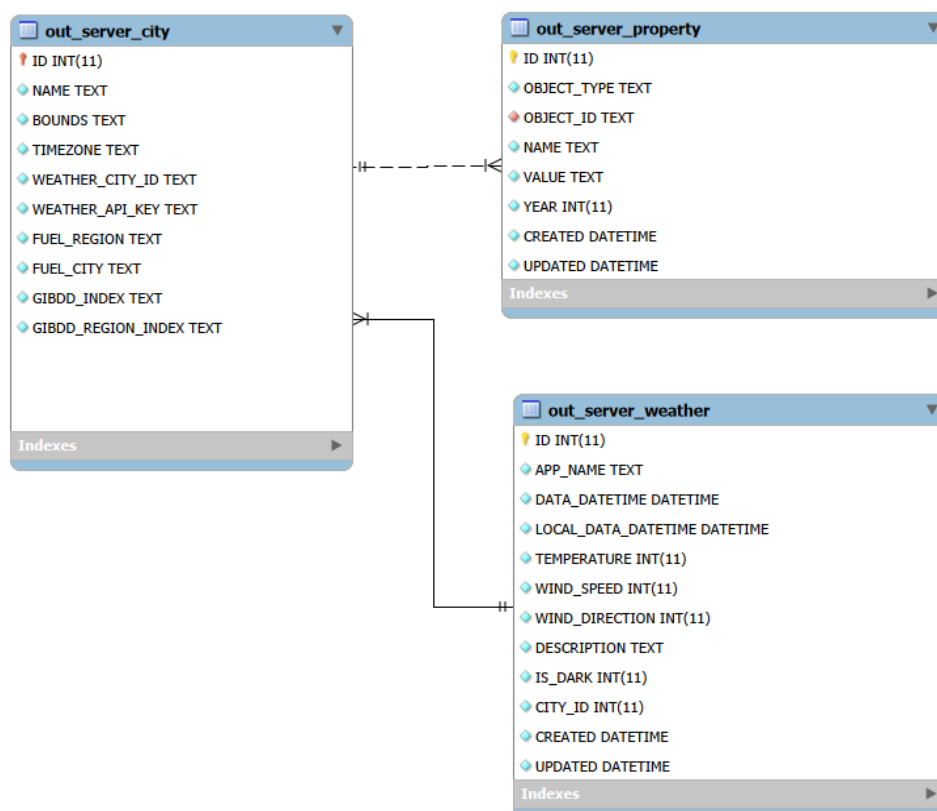 out_server_city
ID INT(11)
NAME TEXT
BOUNDS TEXT
TIMEZONE TEXT
WEATHER_CITY_ID TEXT
WEATHER_API_KEY TEXT
FUEL_REGION TEXT
FUEL_CITY TEXT
GIBDD_INDEX TEXT
GIBDD_REGION_INDEX TEXT
Indexes
out_server_property
ID INT(11)
OBJECT_TYPE TEXT
OBJECT_ID TEXT
NAME TEXT
VALUE TEXT
YEAR INT(11)
CREATED DATETIME
UPDATED DATETIME
Indexes
out_server_weather
ID INT(11)
APP_NAME TEXT
DATA_DATETIME DATETIME
LOCAL_DATA_DATETIME DATETIME
TEMPERATURE INT(11)
WIND_SPEED INT(11)
WIND_DIRECTION INT(11)
DESCRIPTION TEXT
IS_DARK INT(11)
CITY_ID INT(11)
CREATED DATETIME
UPDATED DATETIME
Indexes